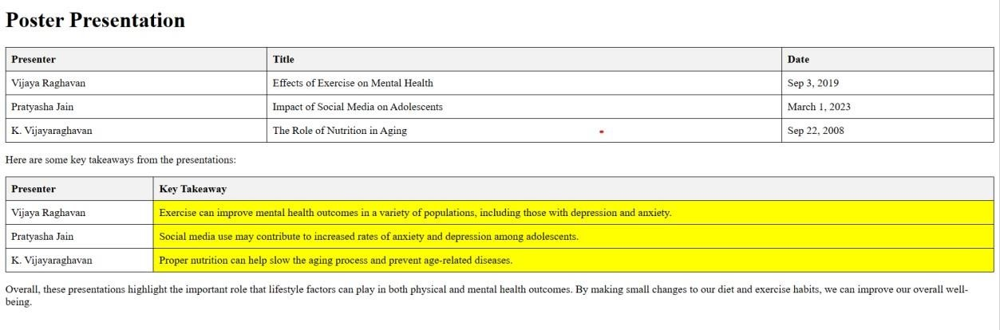 Poster Presentation
Presenter Title Date
Vijaya Raghavan Effects of Exercise on Mental Health Sep 3, 2019
Pratyasha Jain Impact of Social Media on Adolescents March 1, 2023
K. Vijayaraghavan The Role of Nutrition in Aging Sep 22, 2008
Here are some key takeaways from the presentations:
Presenter Key Takeaway
Vijaya Raghavan Exercise can improve mental health outcomes in a variety of populations, including those with depression and anxiety.
Pratyasha Jain Social media use may contribute to increased rates of anxiety and depression among adolescents.
K. Vijayaraghavan Proper nutrition can help slow the aging process and prevent age-related diseases.
Overall, these presentations highlight the important role that lifestyle factors can play in both physical and mental health outcomes. By making small changes to our diet and exercise habits, we can improve our overall well-
being.